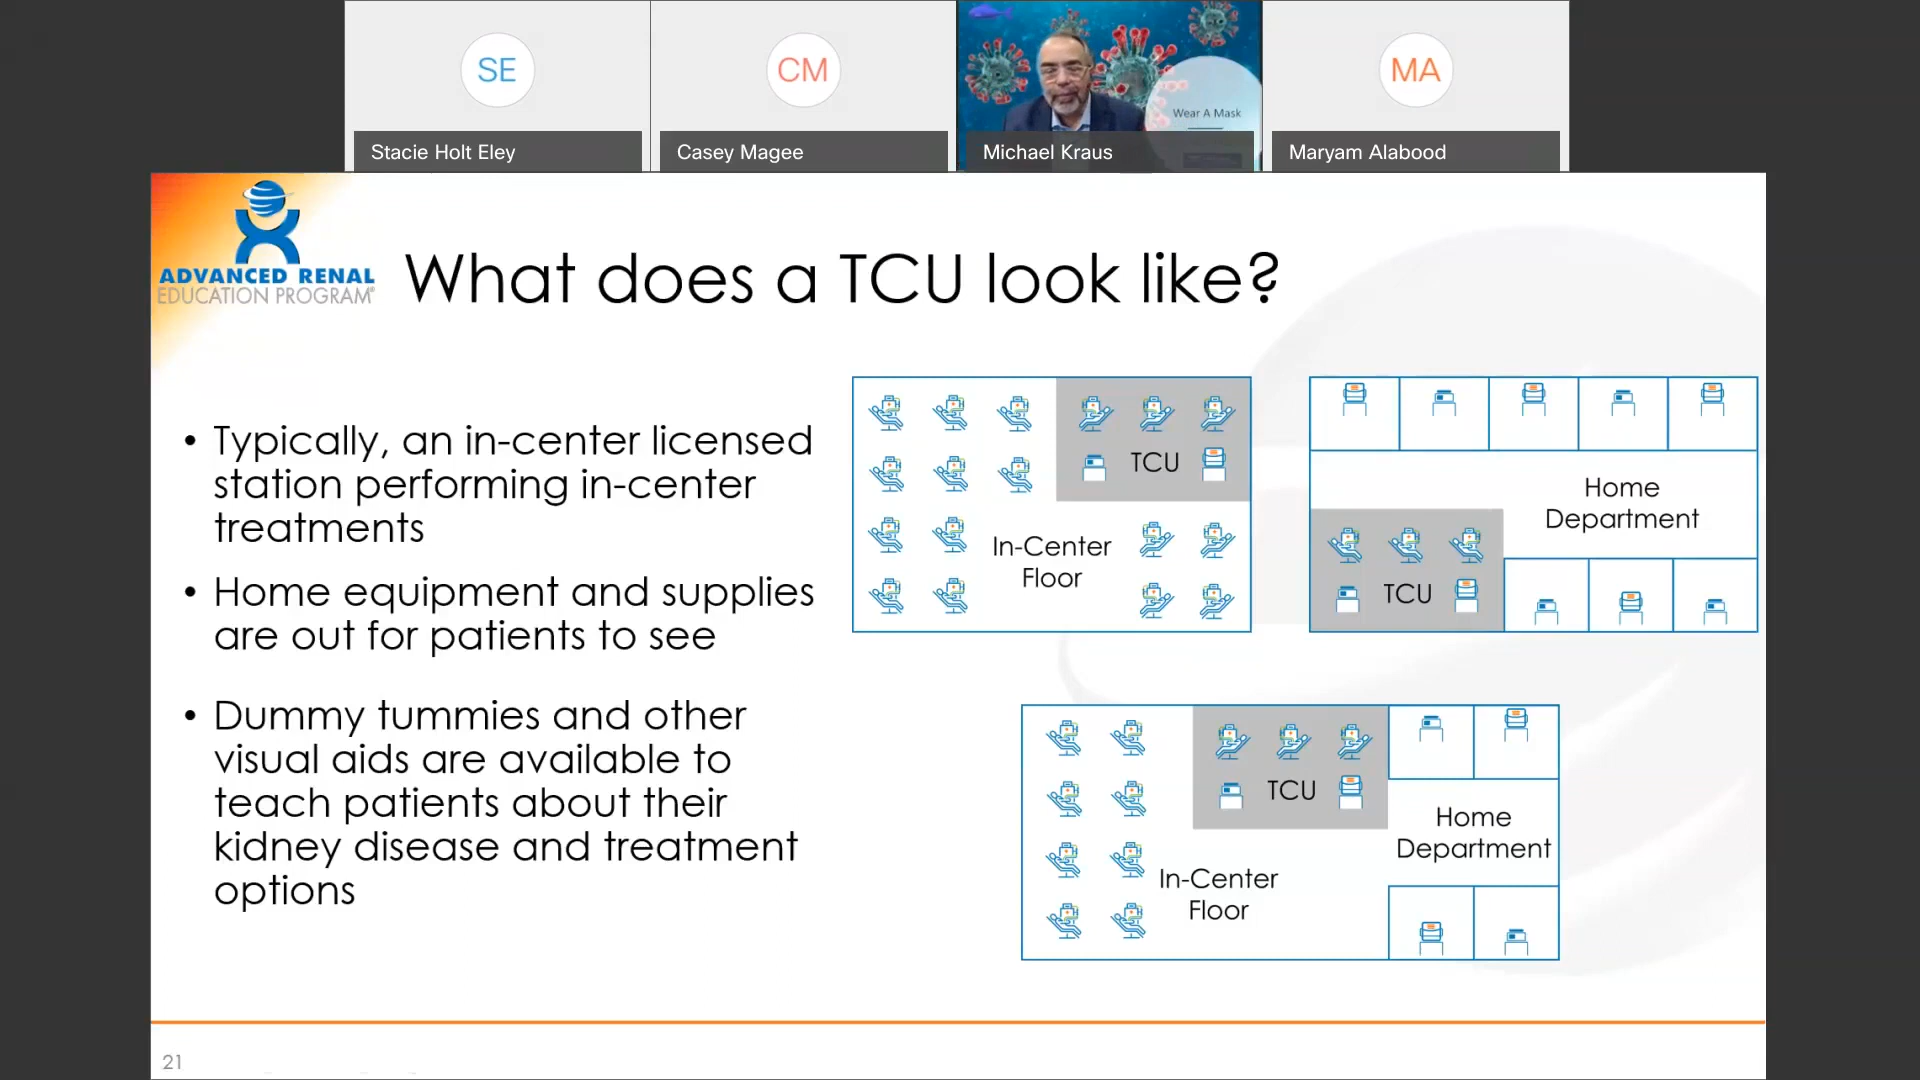 SE
CM
MA
Wear A Mask
Stacie Holt Eley
Casey Magee
Michael Kraus
Maryam Alabood
ADVANCED RENAL
EDUCATION PROGRAM®
What does a TCU look like?
• Typically, an in-center licensed
station performing in-center
treatments
• Home equipment and supplies
are out for patients to see
• Dummy tummies and other
visual aids are available to
teach patients about their
kidney disease and treatment
options
TCU
In-Center
Floor
Home
Department
TCU
TCU
Home
Department
In-Center
Floor
21